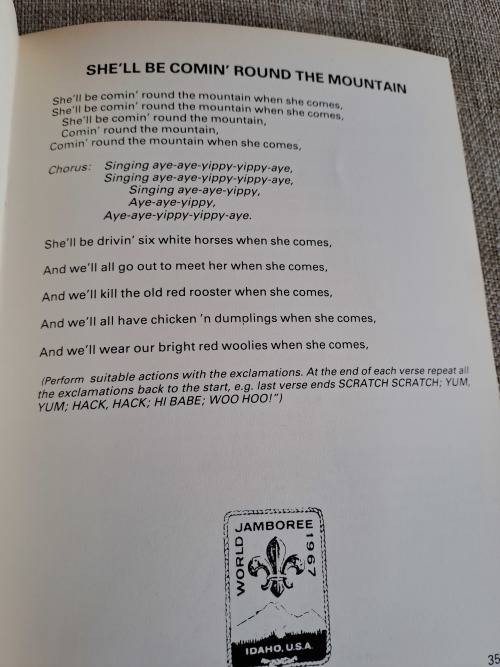 SHE'LL BE COMIN' ROUND THE MOUNTAIN
She'll be comin' round the mountain when she comes,
She'll be comin' round the mountain when she comes,
She'll be comin' round the mountain,
Comin' round the mountain,
Comin' round the mountain when she comes,
Chorus: Singing aye-aye-yippy-yippy-aye,
Singing aye-aye-yippy-yippy-aye,
Singing aye-aye-yippy,
Aye-aye-yippy,
Aye-aye-yippy-yippy-aye.
She'll be drivin' six white horses when she comes,
And we'll all go out to meet her when she comes,
And we'll kill the old red rooster when she comes,
And we'll all have chicken 'n dumplings when she comes,
And we'll wear our bright red woolies when she comes,
(Perform suitable actions with the exclamations. At the end of each verse repeat all
the exclamations back to the start, e.g. last verse ends SCRATCH SCRATCH; YUM,
YUM; HACK, HACK; HI BABE; WOO HOO!")
WORLD JAMBOREE 1967
IDAHO, U.S.A.
35